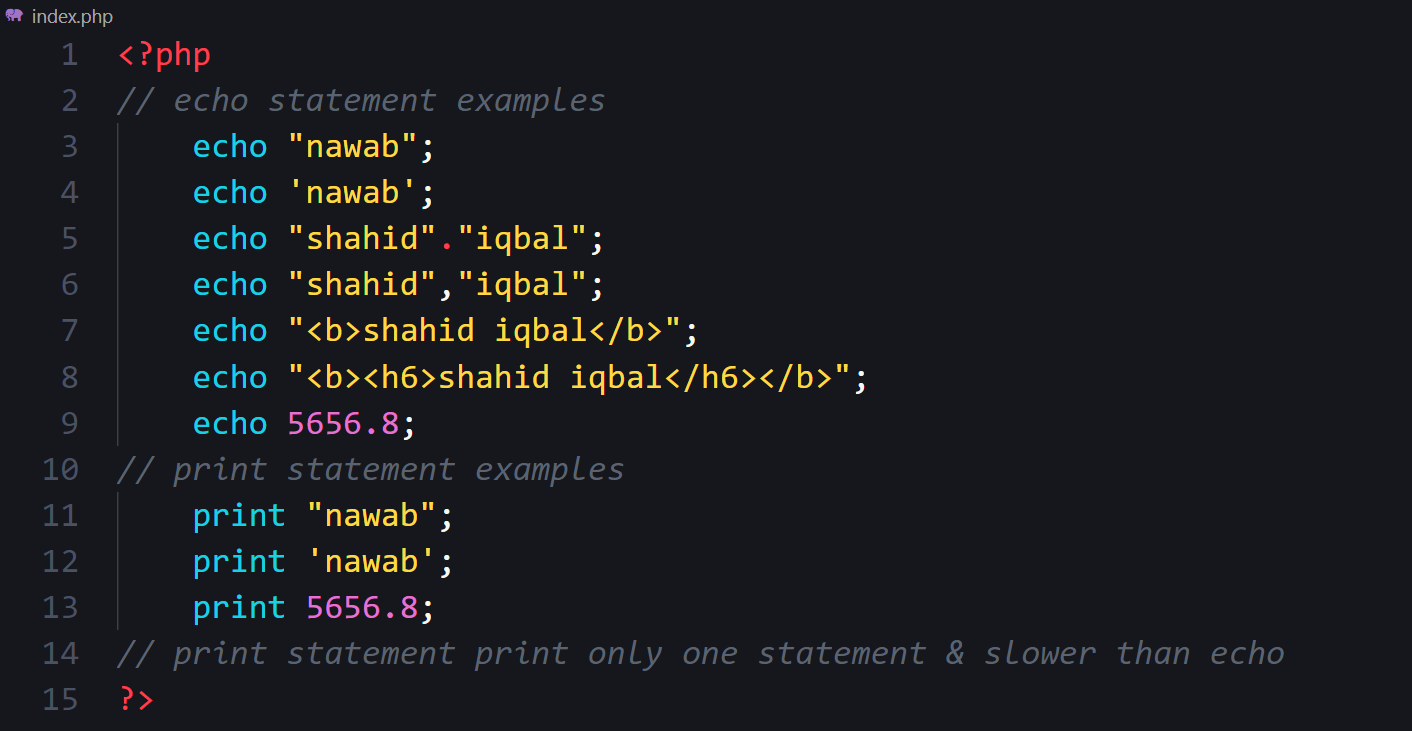 index.php
1 <?php
2 // echo statement examples
3     echo "nawab";
4     echo 'nawab';
5     echo "shahid"."iqbal";
6     echo "shahid","iqbal";
7     echo "<b>shahid iqbal</b>";
8     echo "<b><h6>shahid iqbal</h6></b>";
9     echo 5656.8;
10 // print statement examples
11     print "nawab";
12     print 'nawab';
13     print 5656.8;
14 // print statement print only one statement & slower than echo
15 ?>